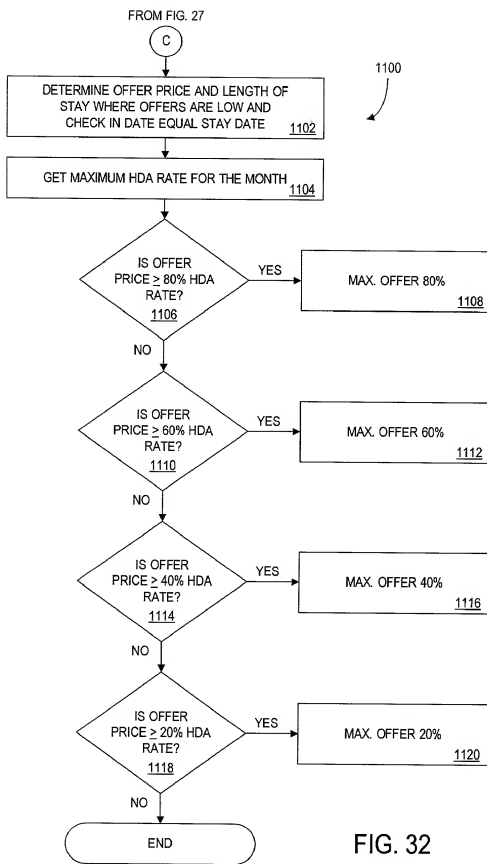 FROM FIG. 27
C
1100
DETERMINE OFFER PRICE AND LENGTH OF
STAY WHERE OFFERS ARE LOW AND
CHECK IN DATE EQUAL STAY DATE
1102
GET MAXIMUM HDA RATE FOR THE MONTH
1104
IS OFFER
PRICE ≥ 80% HDA
RATE?
1106
YES
MAX. OFFER 80%
1108
NO
IS OFFER
PRICE ≥ 60% HDA
RATE?
1110
YES
MAX. OFFER 60%
1112
NO
IS OFFER
PRICE ≥ 40% HDA
RATE?
1114
YES
MAX. OFFER 40%
1116
NO
IS OFFER
PRICE ≥ 20% HDA
RATE?
1118
YES
MAX. OFFER 20%
1120
NO
END
FIG. 32